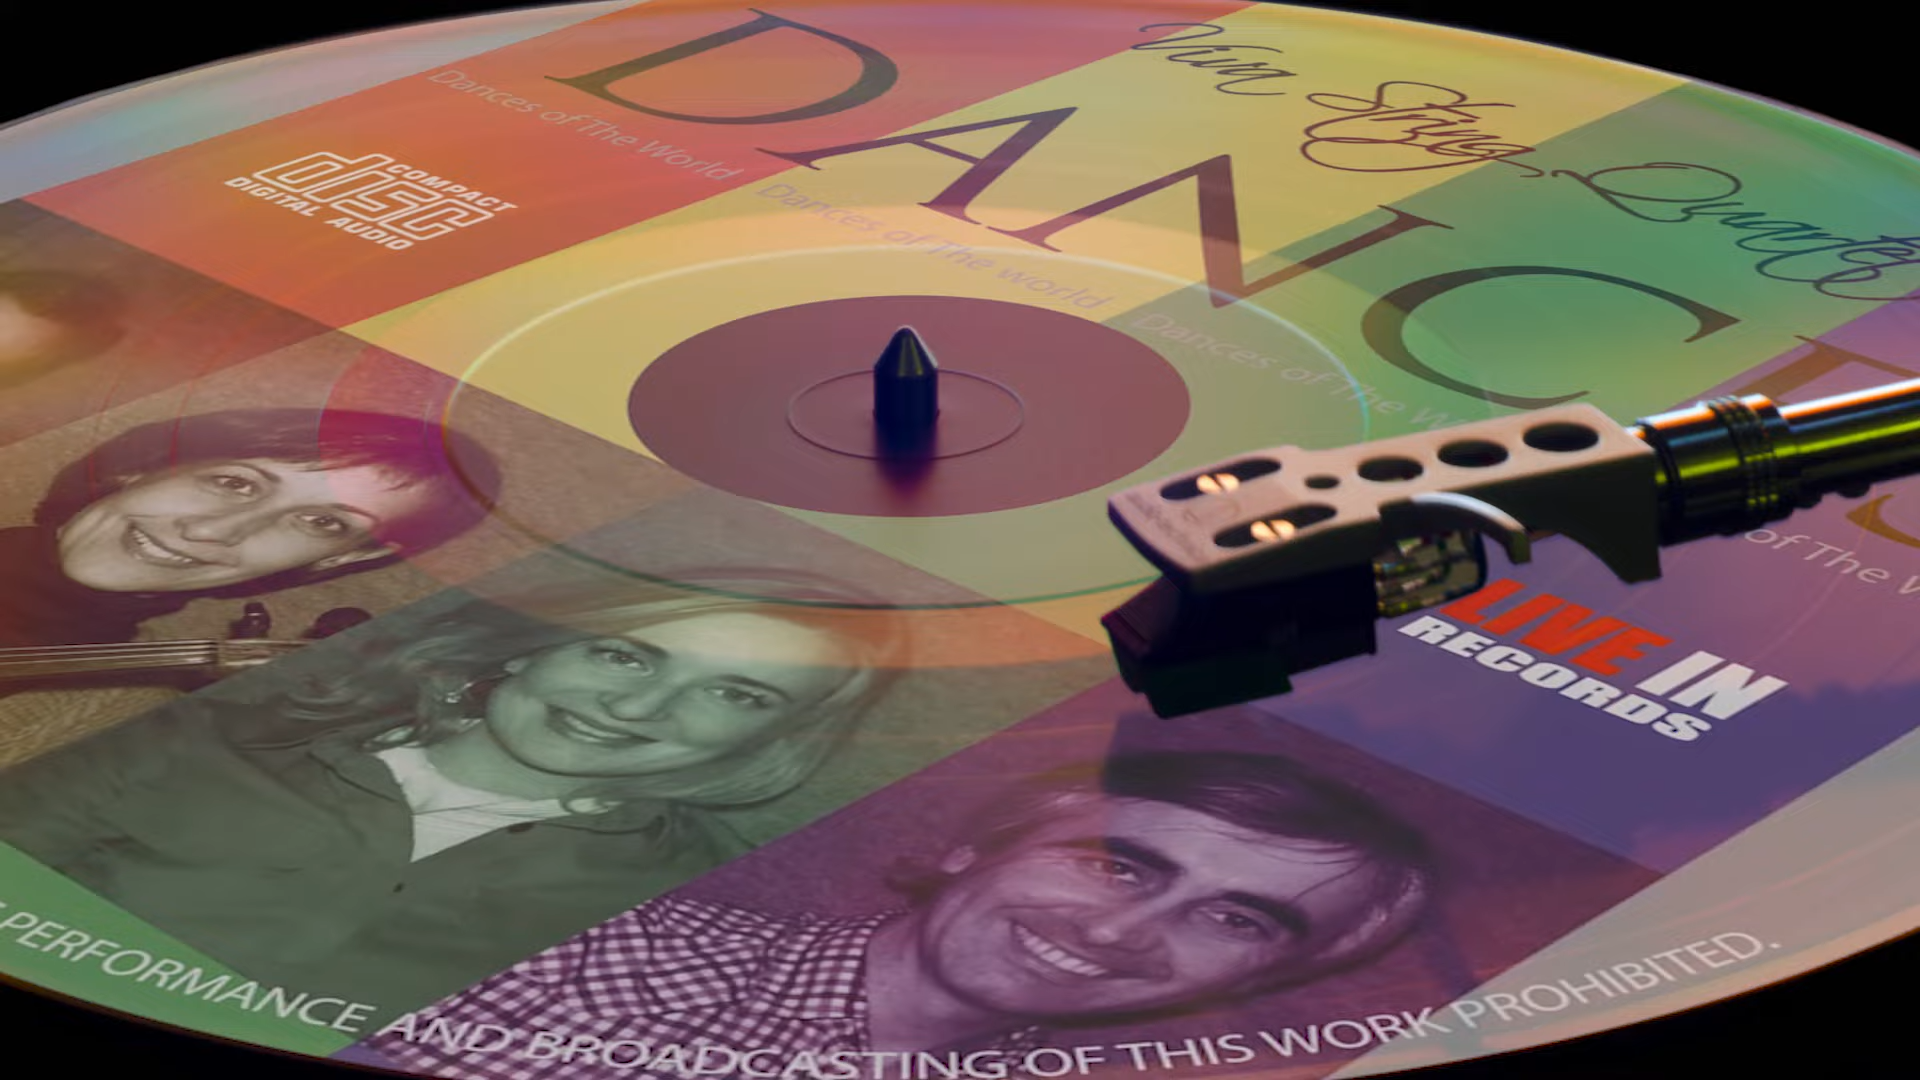 Viva String Quartet
DANCE
Dances of The World
Dances of The world
Dances of The
of The
COMPACT
disc
DIGITAL AUDIO
LIVE IN
RECORDS
PERFORMANCE AND BROADCASTING OF THIS WORK PROHIBITED.